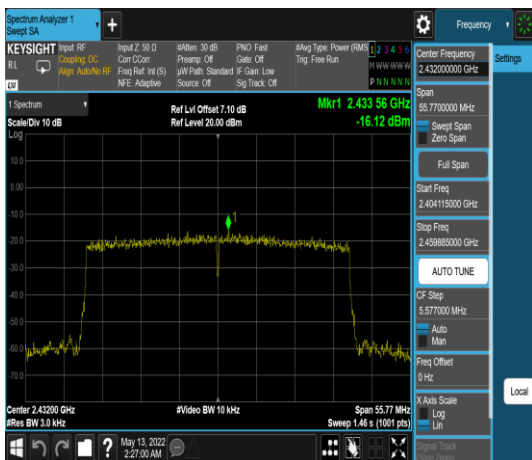 Spectrum Analyzer 1
Swept SA
Frequency
KEYSIGHT
RL
LXI
Input: RF
Coupling: DC
Align: Auto/No RF
Input Z: 50 Ω
Corr CCorr
Freq Ref: Int (S)
NFE: Adaptive
#Atten: 30 dB
Preamp: Off
µW Path: Standard
Source: Off
PNO: Fast
Gate: Off
IF Gain: Low
Sig Track: Off
#Avg Type: Power (RMS
Trig: Free Run
1 2 3 4 5 6
M W W W W W
P N N N N N
1 Spectrum
Scale/Div 10 dB
Ref Lvl Offset 7.10 dB
Ref Level 20.00 dBm
Mkr1 2.433 56 GHz
-16.12 dBm
Log
10.0
0.00
-10.0
-20.0
-30.0
-40.0
-50.0
-60.0
-70.0
1
Center 2.43200 GHz
#Res BW 3.0 kHz
#Video BW 10 kHz
Span 55.77 MHz
Sweep 1.46 s (1001 pts)
May 13, 2022
2:27:00 AM
Center Frequency
2.432000000 GHz
Span
55.7700000 MHz
Swept Span
Zero Span
Full Span
Start Freq
2.404115000 GHz
Stop Freq
2.459885000 GHz
AUTO TUNE
CF Step
5.577000 MHz
Auto
Man
Freq Offset
0 Hz
X Axis Scale
Log
Lin
Signal Track
Settings
Local